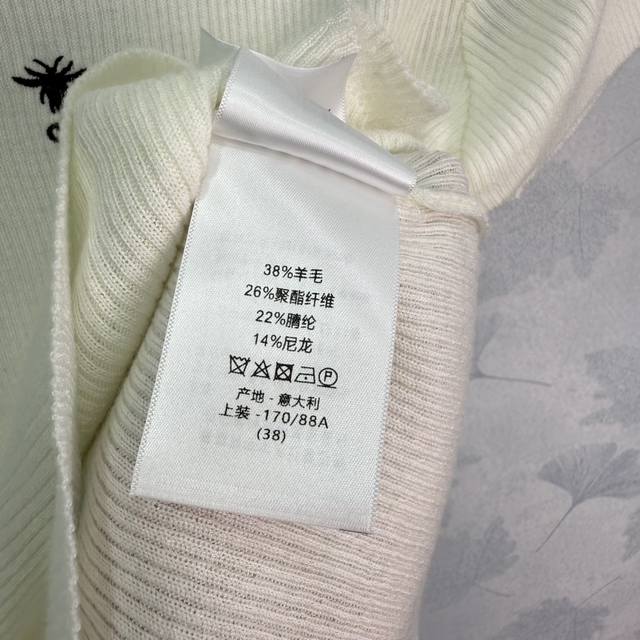 38%羊毛
26%聚酯纤维
22%腈纶
14%尼龙
产地 - 意大利
上装 -170/88A
(38)